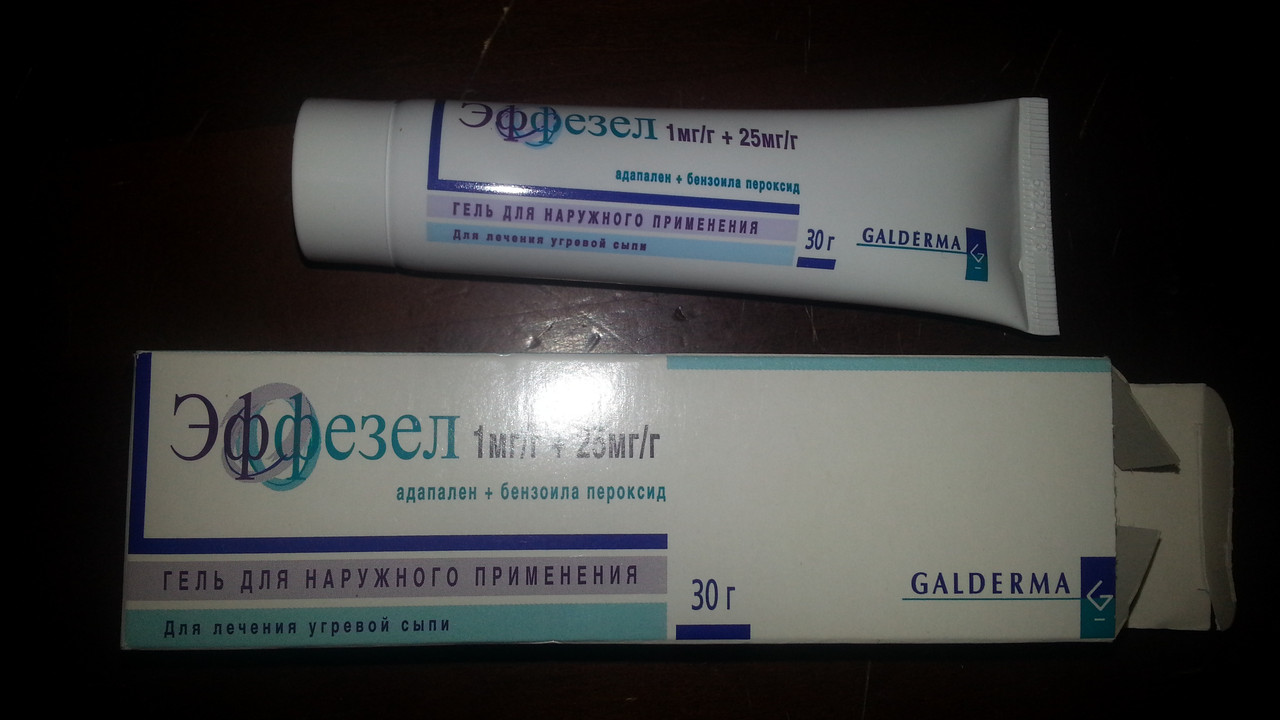 Эффезел 1мг/г + 25мг/г
адапален + бензоила пероксид
ГЕЛЬ ДЛЯ НАРУЖНОГО ПРИМЕНЕНИЯ
Для лечения угревой сыпи
30 г
GALDERMA
Эффезел 1мг/г + 25мг/г
адапален + бензоила пероксид
ГЕЛЬ ДЛЯ НАРУЖНОГО ПРИМЕНЕНИЯ
Для лечения угревой сыпи
30 г
GALDERMA